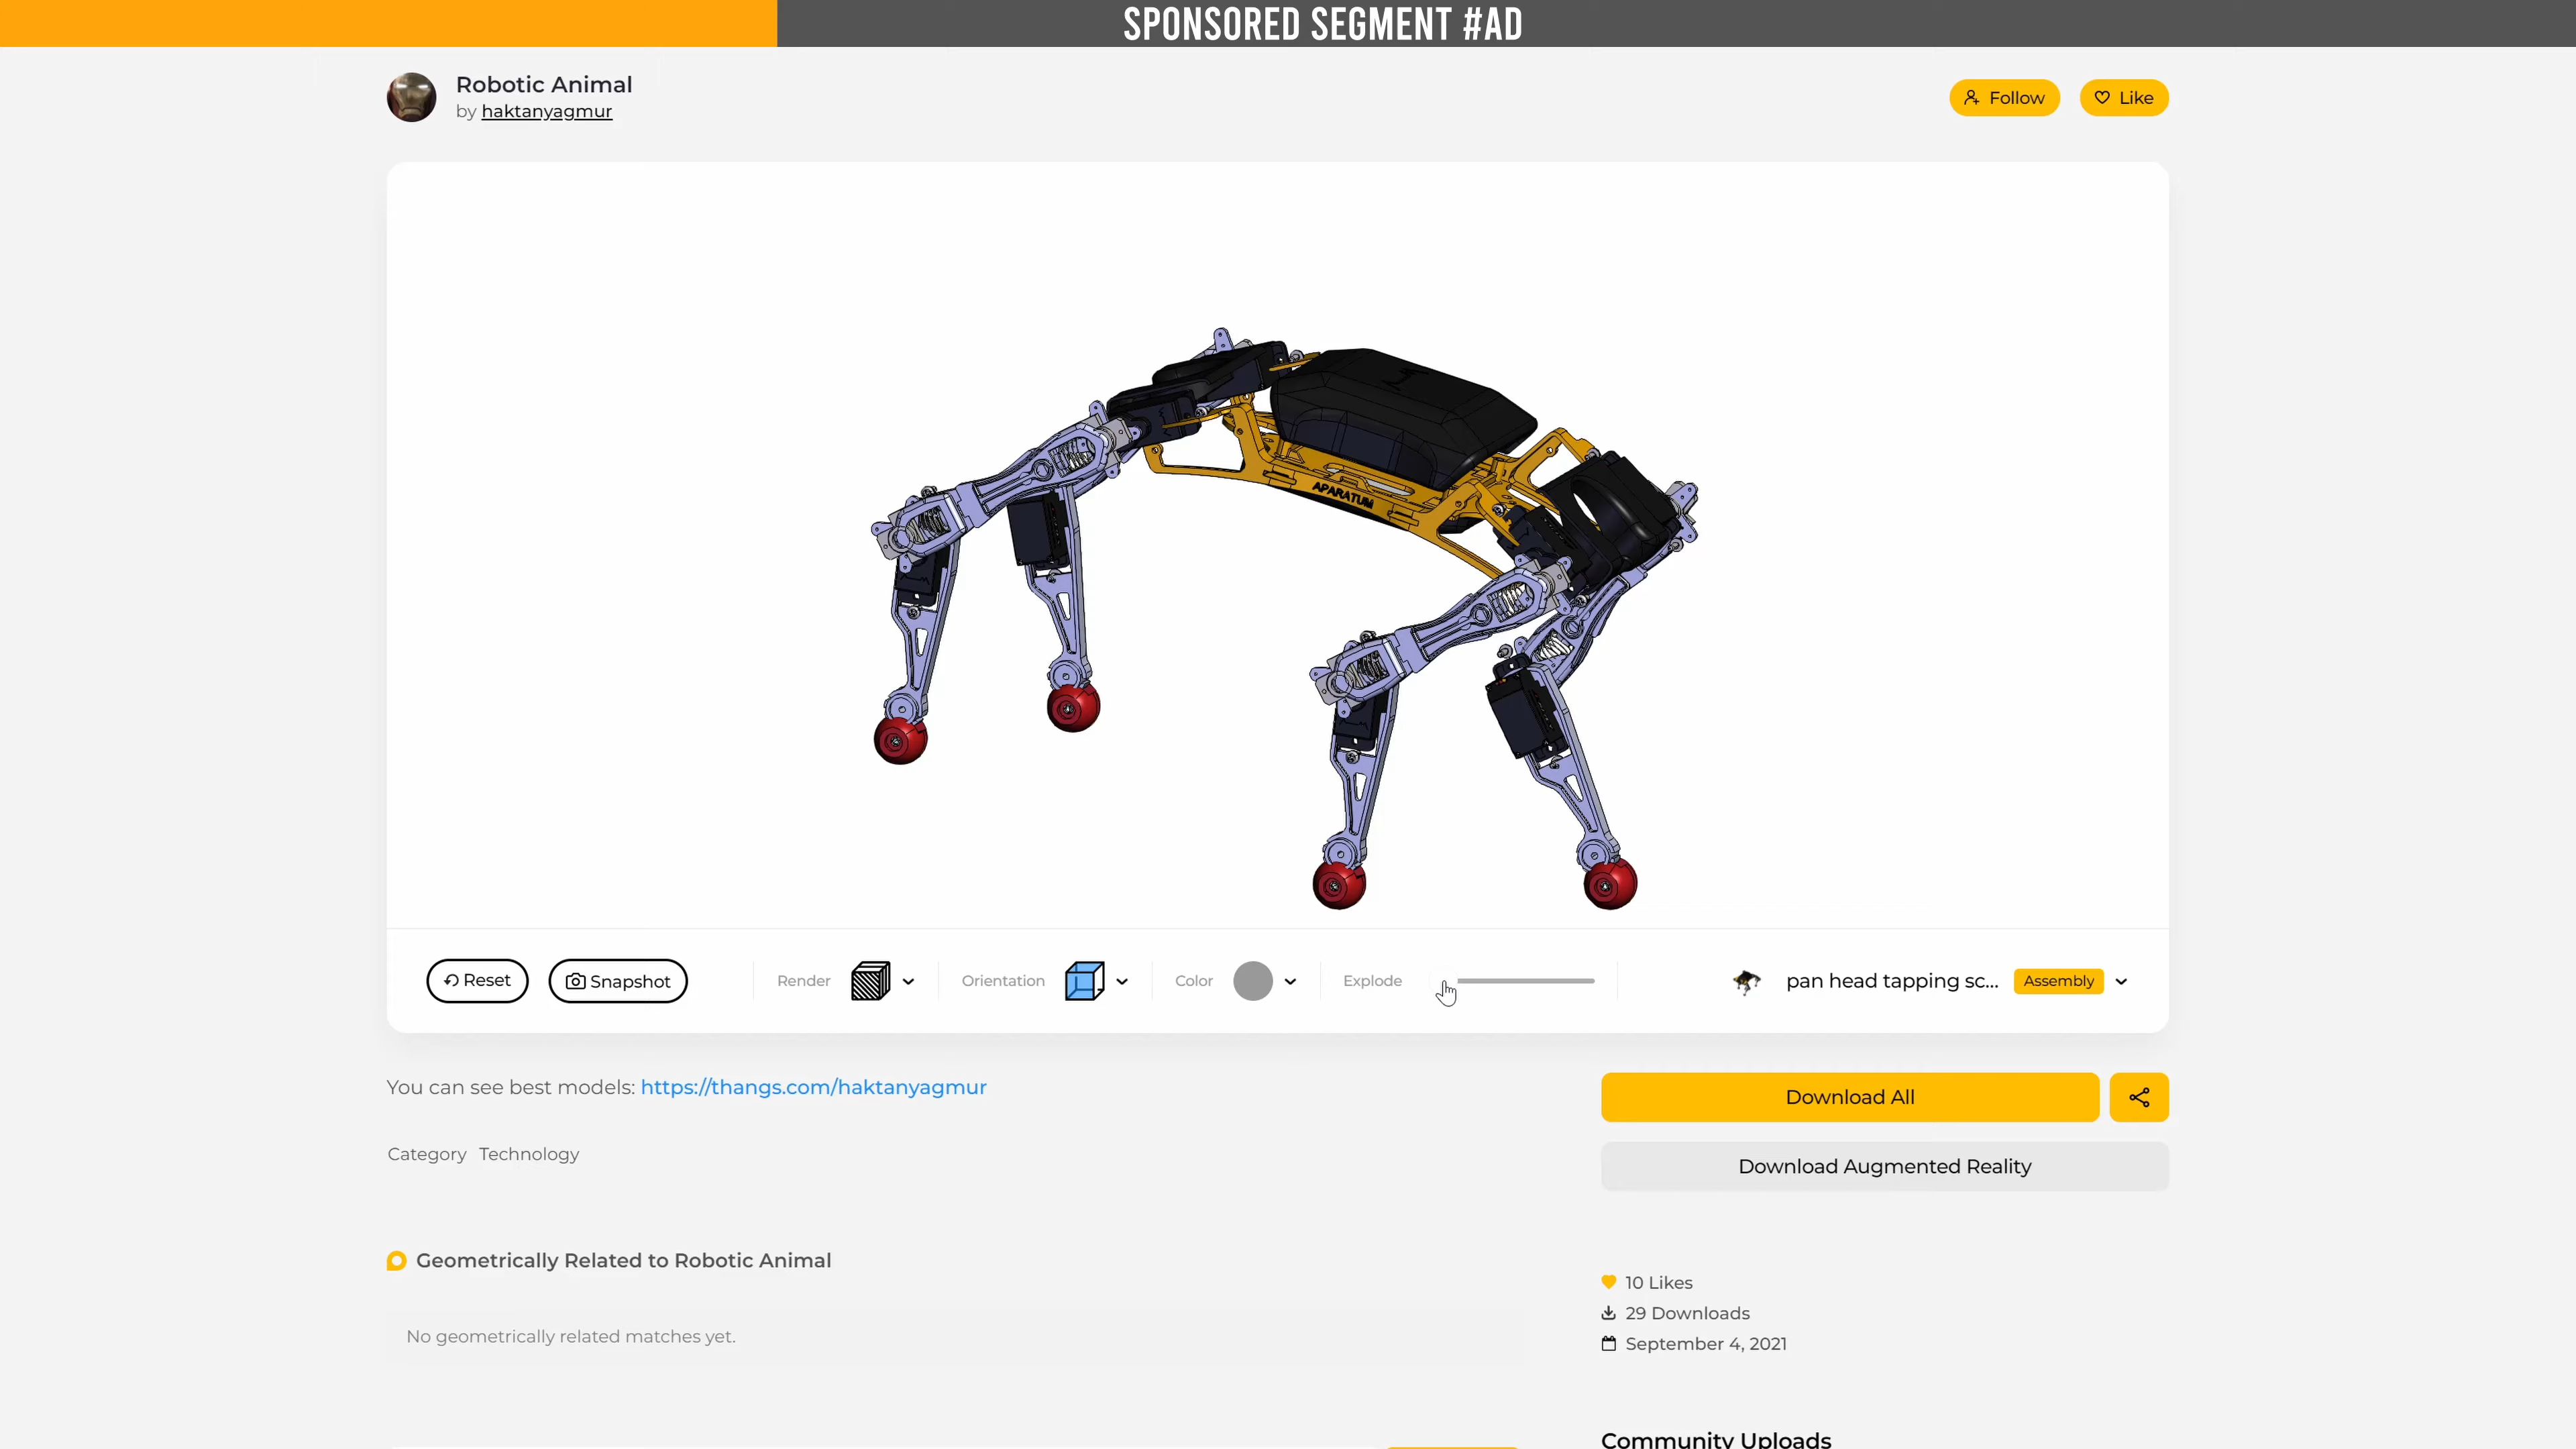 SPONSORED SEGMENT #AD
Robotic Animal
by haktanyagmur
Follow
Like
APARATUM
Reset
Snapshot
Render
Orientation
Color
Explode
pan head tapping sc...
Assembly
You can see best models: https://thangs.com/haktanyagmur
Download All
Category Technology
Download Augmented Reality
Geometrically Related to Robotic Animal
10 Likes
29 Downloads
No geometrically related matches yet.
September 4, 2021
Community Uploads